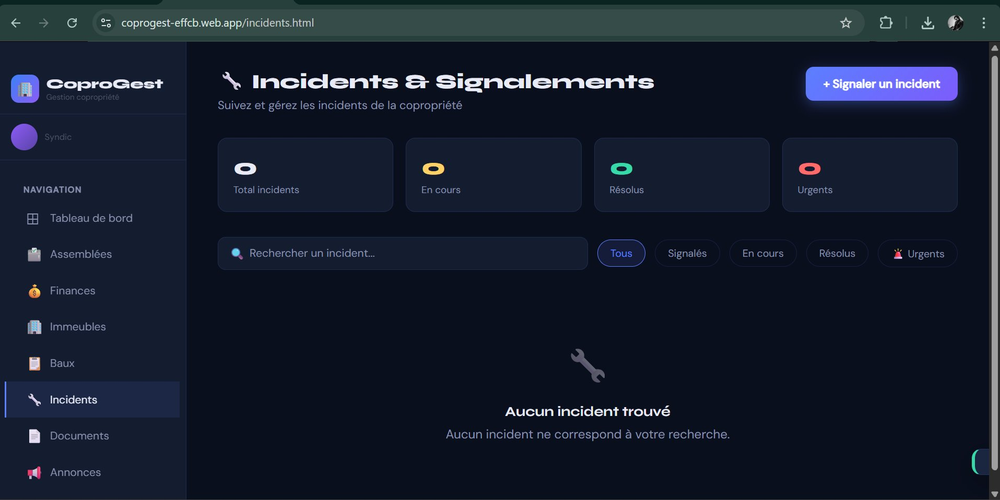 coprogest-effcb.web.app/incidents.html
CoproGest
Gestion copropriété
Syndic
NAVIGATION
Tableau de bord
Assemblées
Finances
Immeubles
Baux
Incidents
Documents
Annonces
Incidents & Signalements
Suivez et gérez les incidents de la copropriété
+ Signaler un incident
0
Total incidents
0
En cours
0
Résolus
0
Urgents
Rechercher un incident...
Tous
Signalés
En cours
Résolus
Urgents
Aucun incident trouvé
Aucun incident ne correspond à votre recherche.